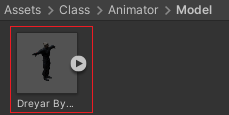 Assets > Class > Animator > Model
Dreyar By...